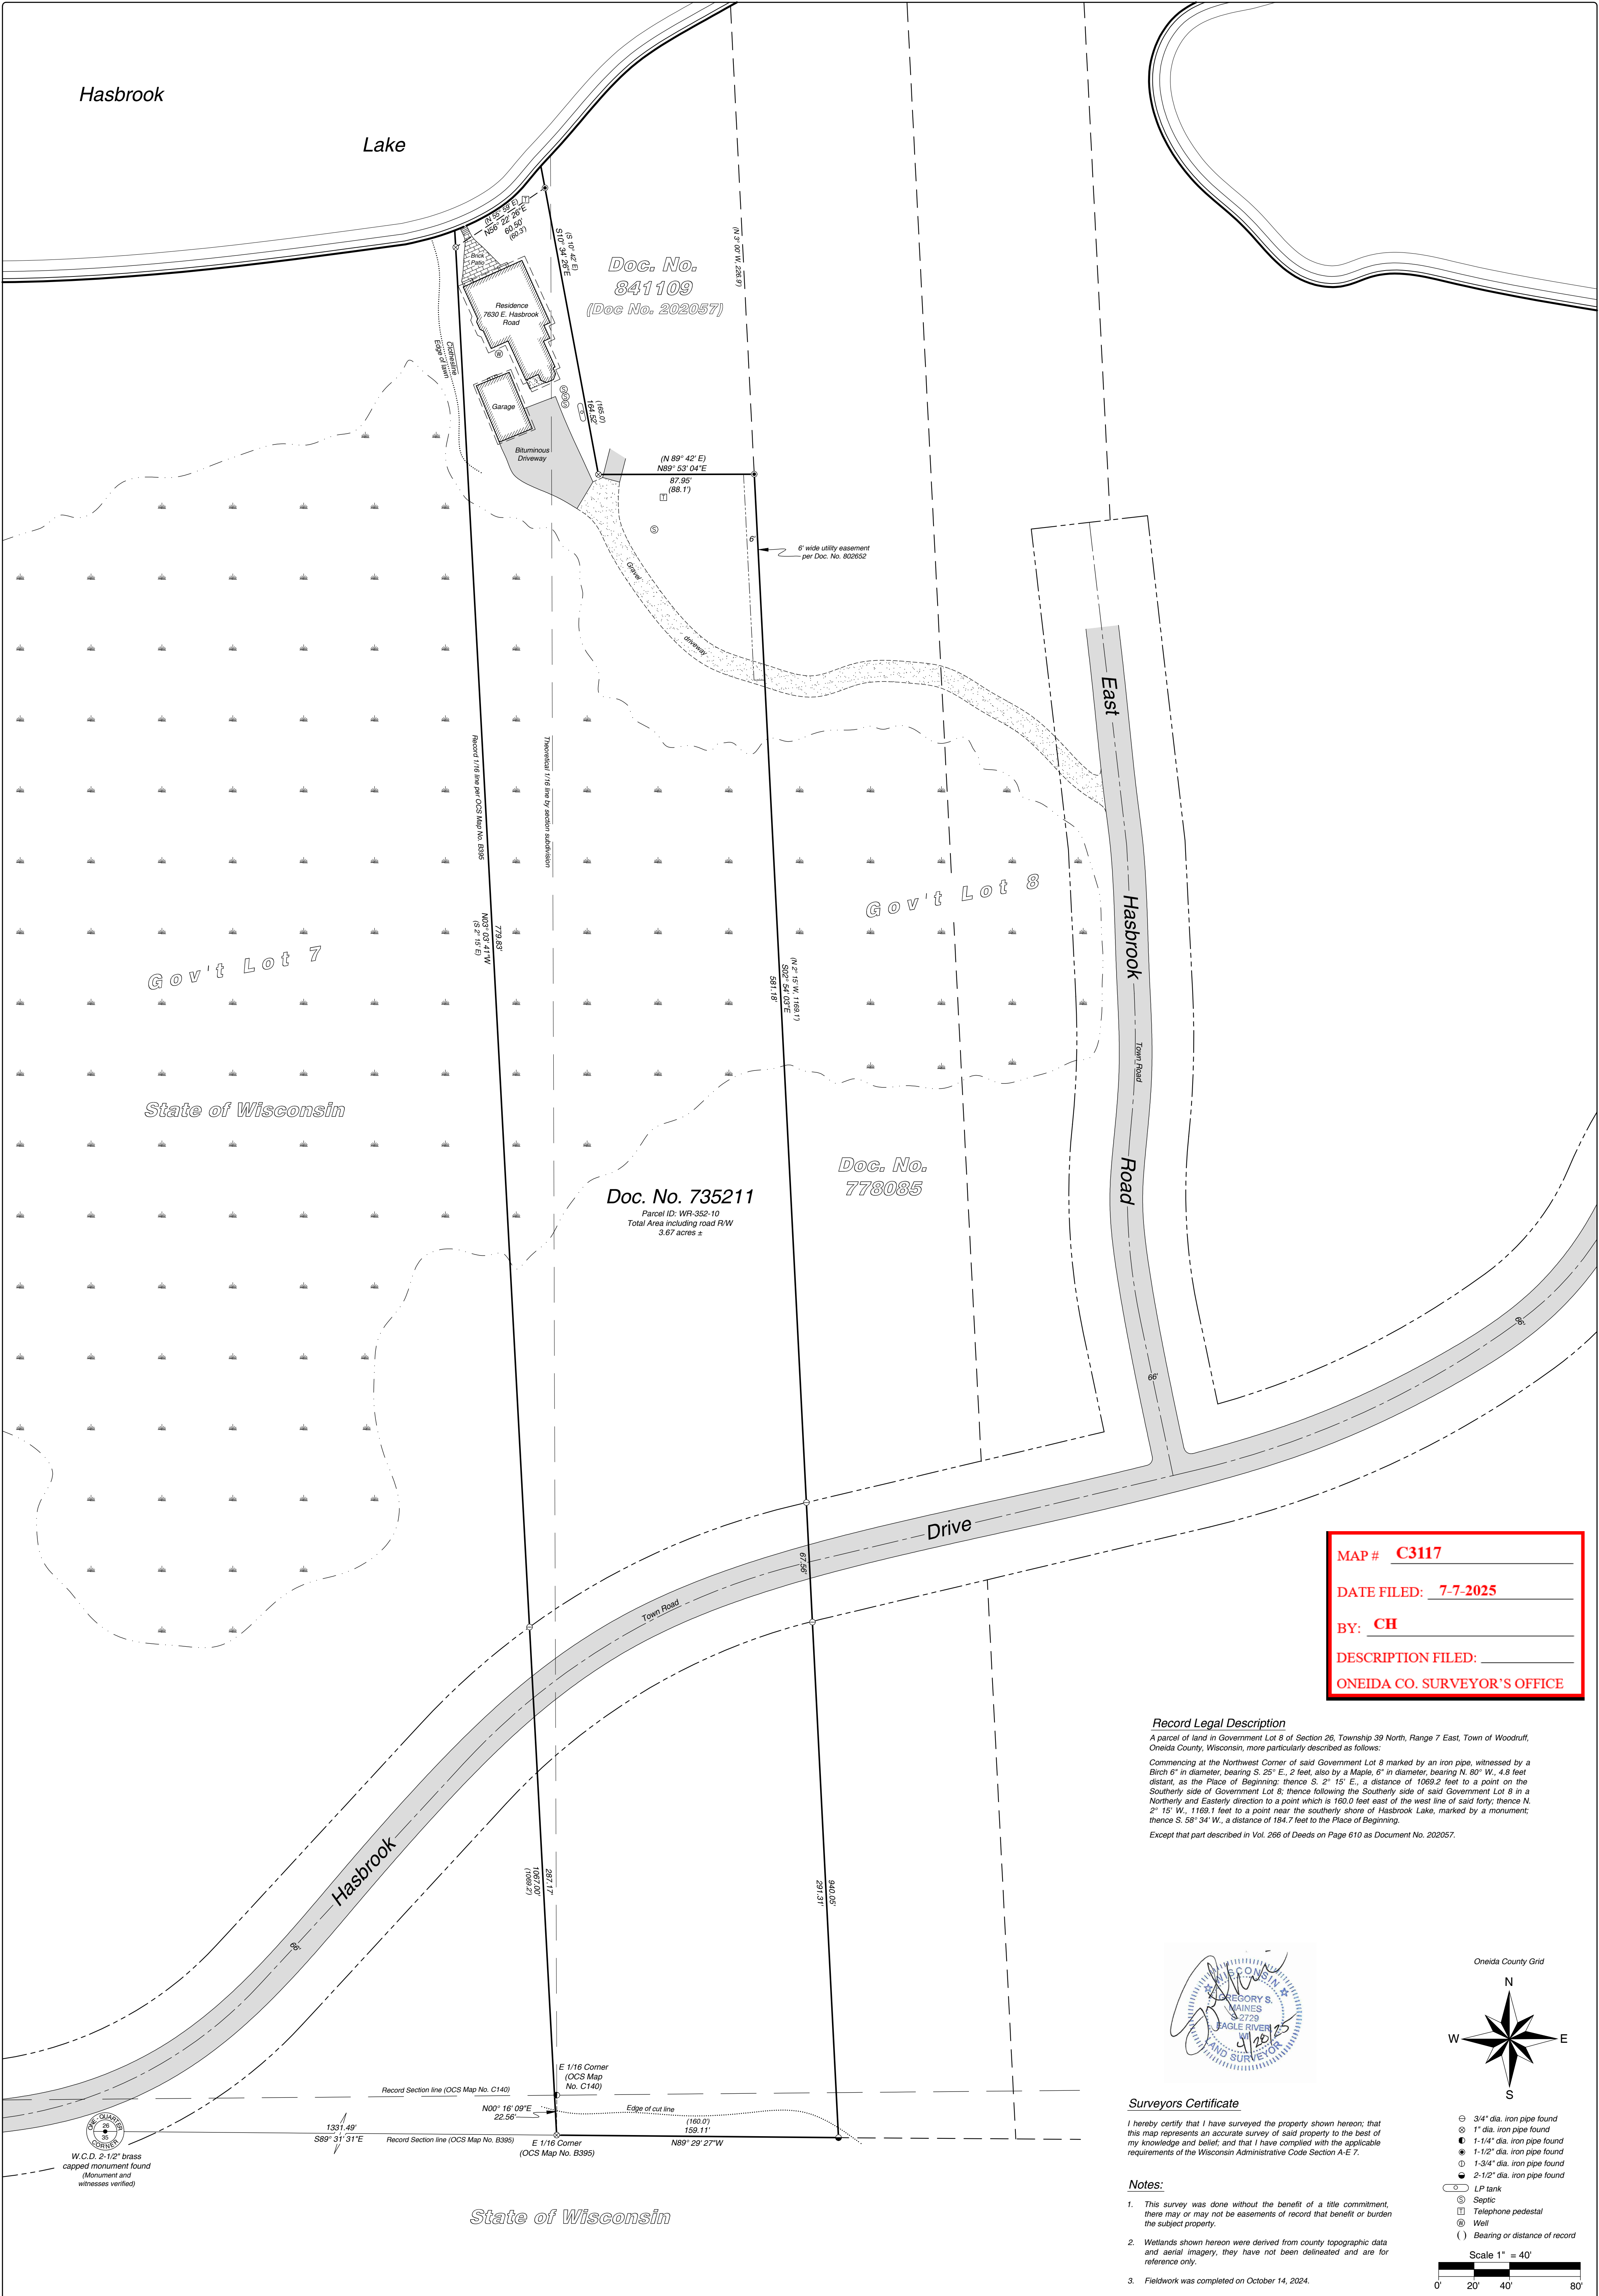 Hasbrook
Lake
(N 55° 59' E)
N56° 22' 26"E
60.50'
(60.3')
T
Brick
Patio
Residence
7630 E. Hasbrook
Road
W
Garage
S
S
S
Clothesline
Edge of lawn
Bituminous
Driveway
(S 10° 42' E)
S10° 34' 26"E
(165.0')
164.52'
Doc. No.
841109
(Doc No. 202057)
(N 3° 00' W, 226.9')
(N 89° 42' E)
N89° 53' 04"E
87.95'
(88.1')
T
S
6'
6' wide utility easement
per Doc. No. 802652
Gravel
driveway
East
Hasbrook
Town Road
Road
66'
Record 1/16 line per OCS Map No. B395
Theoretical 1/16 line by section subdivision
779.83'
N03° 03' 41"W
(S 2° 15' E)
(N 2° 15' W, 1169.1')
S02° 54' 03"E
581.18'
Gov't Lot 8
Gov't Lot 7
State of Wisconsin
Doc. No.
778085
Doc. No. 735211
Parcel ID: WR-352-10
Total Area including road R/W
3.67 acres ±
66'
Drive
67.56'
Town Road
Hasbrook
66'
287.17'
1067.00'
(1069.2')
940.05'
291.31'
MAP # C3117
DATE FILED: 7-7-2025
BY: CH
DESCRIPTION FILED:
ONEIDA CO. SURVEYOR'S OFFICE
Record Legal Description
A parcel of land in Government Lot 8 of Section 26, Township 39 North, Range 7 East, Town of Woodruff,
Oneida County, Wisconsin, more particularly described as follows:
Commencing at the Northwest Corner of said Government Lot 8 marked by an iron pipe, witnessed by a
Birch 6" in diameter, bearing S. 25° E., 2 feet, also by a Maple, 6" in diameter, bearing N. 80° W., 4.8 feet
distant, as the Place of Beginning; thence S. 2° 15' E., a distance of 1069.2 feet to a point on the
Southerly side of Government Lot 8; thence following the Southerly side of said Government Lot 8 in a
Northerly and Easterly direction to a point which is 160.0 feet east of the west line of said forty; thence N.
2° 15' W., 1169.1 feet to a point near the southerly shore of Hasbrook Lake, marked by a monument;
thence S. 58° 34' W., a distance of 184.7 feet to the Place of Beginning.
Except that part described in Vol. 266 of Deeds on Page 610 as Document No. 202057.
WISCONSIN
GREGORY S.
MAINES
S-2729
EAGLE RIVER
WI
4/28/25
LAND SURVEYOR
Oneida County Grid
N
W
E
S
E 1/16 Corner
(OCS Map
No. C140)
Record Section line (OCS Map No. C140)
N00° 16' 09"E
22.56'
Edge of cut line
(160.0')
159.11'
N89° 29' 27"W
ONE-QUARTER
26
35
CORNER
1331.49'
S89° 31' 31"E
Record Section line (OCS Map No. B395)
E 1/16 Corner
(OCS Map No. B395)
W.C.D. 2-1/2" brass
capped monument found
(Monument and
witnesses verified)
State of Wisconsin
Surveyors Certificate
I hereby certify that I have surveyed the property shown hereon; that
this map represents an accurate survey of said property to the best of
my knowledge and belief; and that I have complied with the applicable
requirements of the Wisconsin Administrative Code Section A-E 7.
Notes:
1. This survey was done without the benefit of a title commitment,
there may or may not be easements of record that benefit or burden
the subject property.
2. Wetlands shown hereon were derived from county topographic data
and aerial imagery, they have not been delineated and are for
reference only.
3. Fieldwork was completed on October 14, 2024.
3/4" dia. iron pipe found
1" dia. iron pipe found
1-1/4" dia. iron pipe found
1-1/2" dia. iron pipe found
1-3/4" dia. iron pipe found
2-1/2" dia. iron pipe found
LP tank
S Septic
T Telephone pedestal
W Well
( ) Bearing or distance of record
Scale 1" = 40'
0' 20' 40' 80'